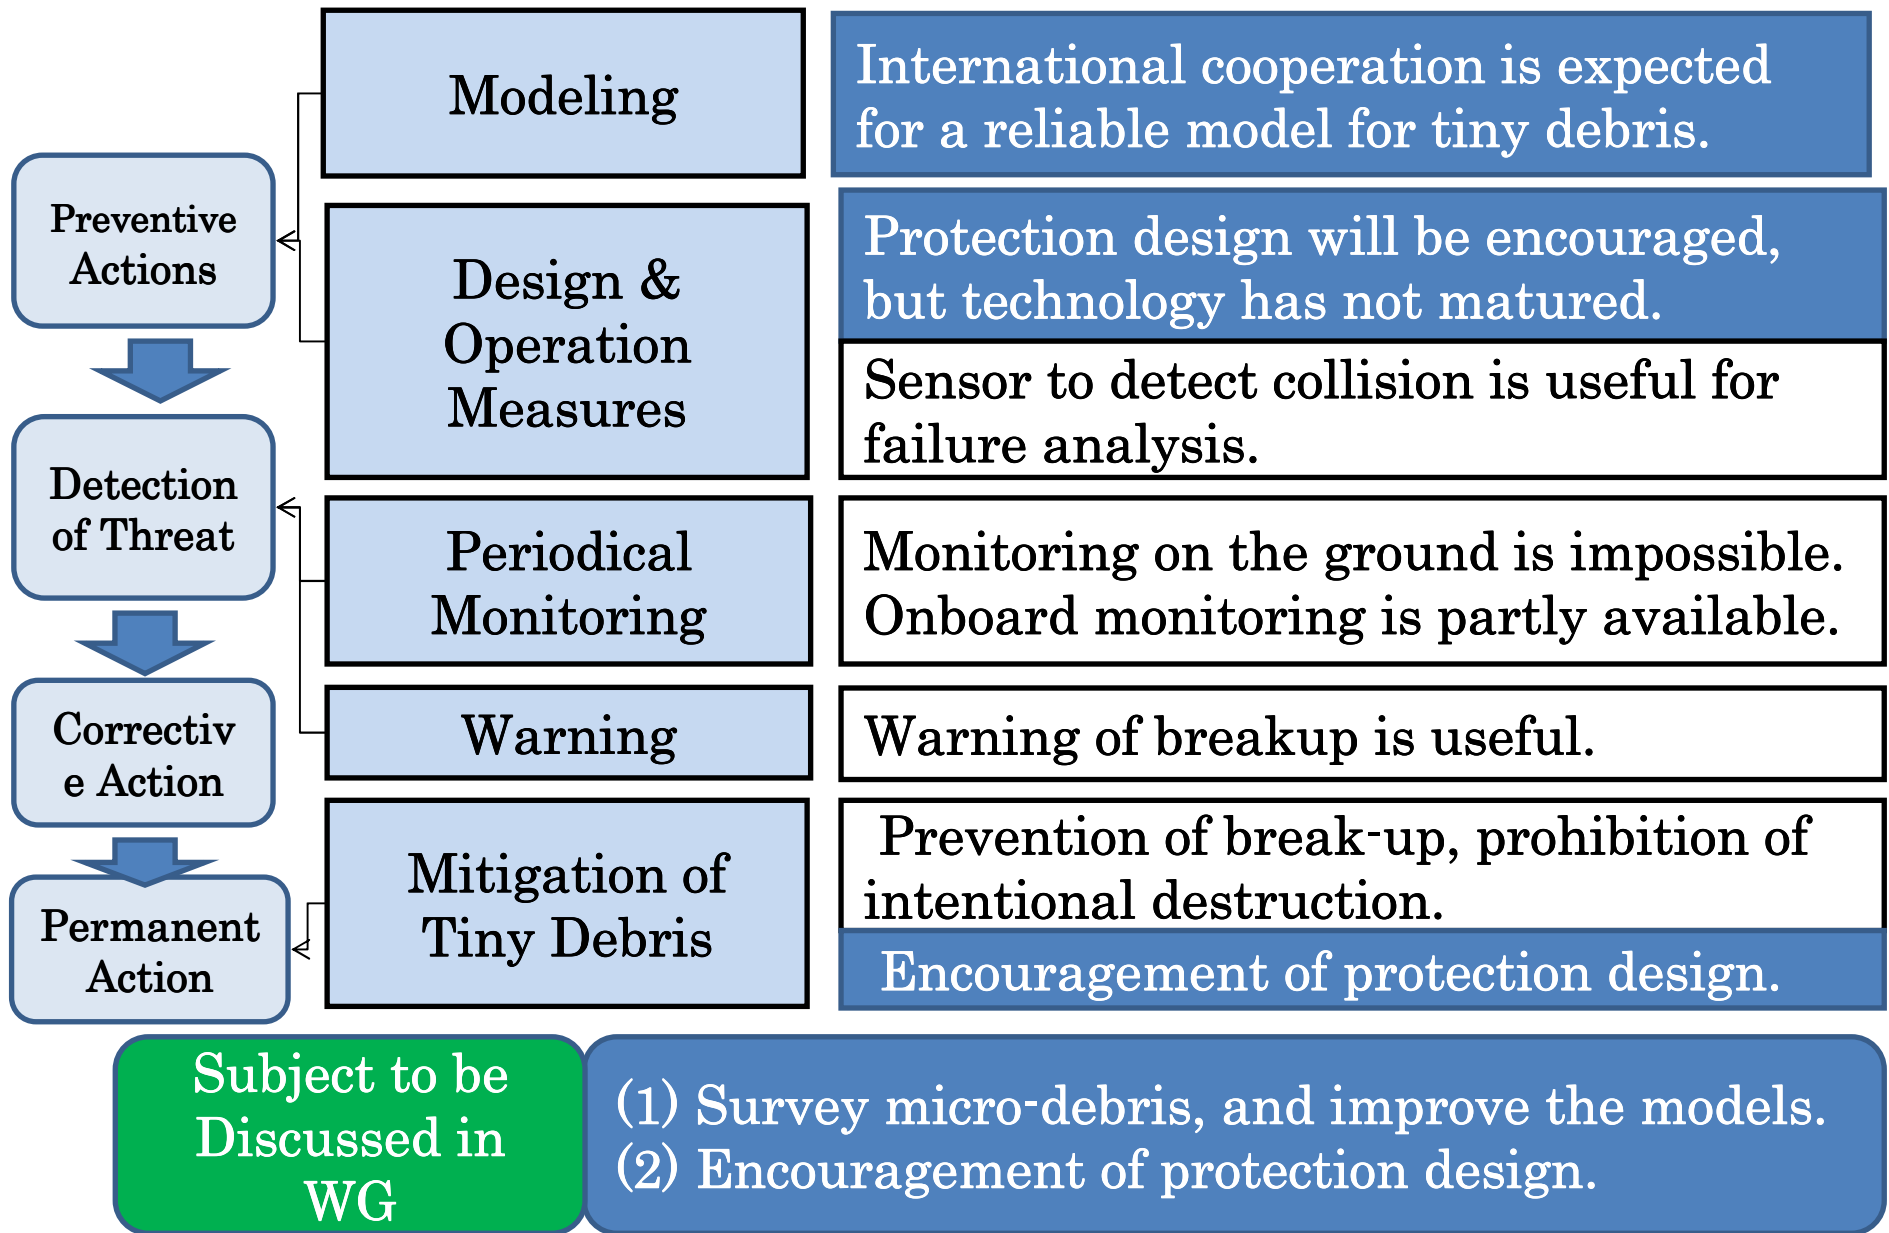 Modeling
International cooperation is expected
for a reliable model for tiny debris.
Preventive
Actions
Design &
Operation
Measures
Protection design will be encouraged,
but technology has not matured.
Sensor to detect collision is useful for
failure analysis.
Detection
of Threat
Periodical
Monitoring
Monitoring on the ground is impossible.
Onboard monitoring is partly available.
Correctiv
e Action
Warning
Warning of breakup is useful.
Permanent
Action
Mitigation of
Tiny Debris
Prevention of break-up, prohibition of
intentional destruction.
Encouragement of protection design.
Subject to be
Discussed in
WG
(1) Survey micro-debris, and improve the models.
(2) Encouragement of protection design.